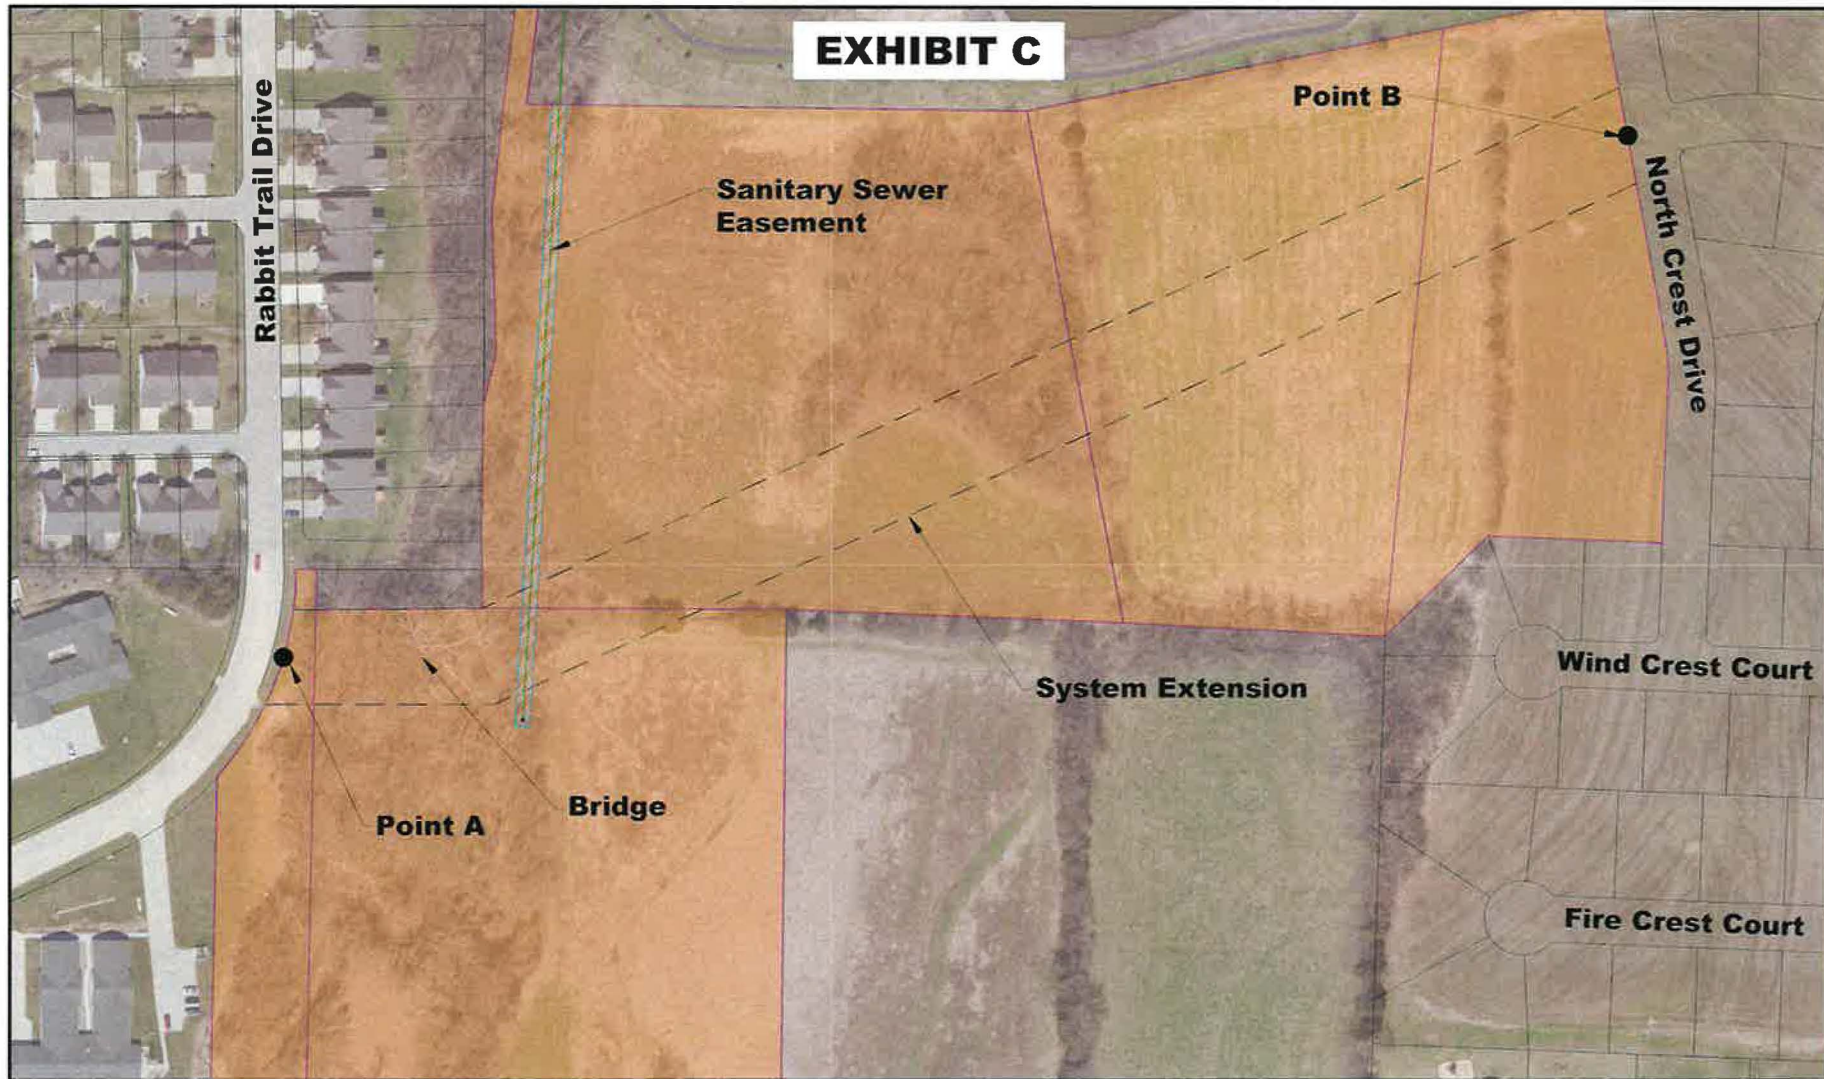 EXHIBIT C
Point B
Rabbit Trail Drive
Sanitary Sewer
Easement
North Crest Drive
System Extension
Wind Crest Court
Bridge
Point A
Fire Crest Court